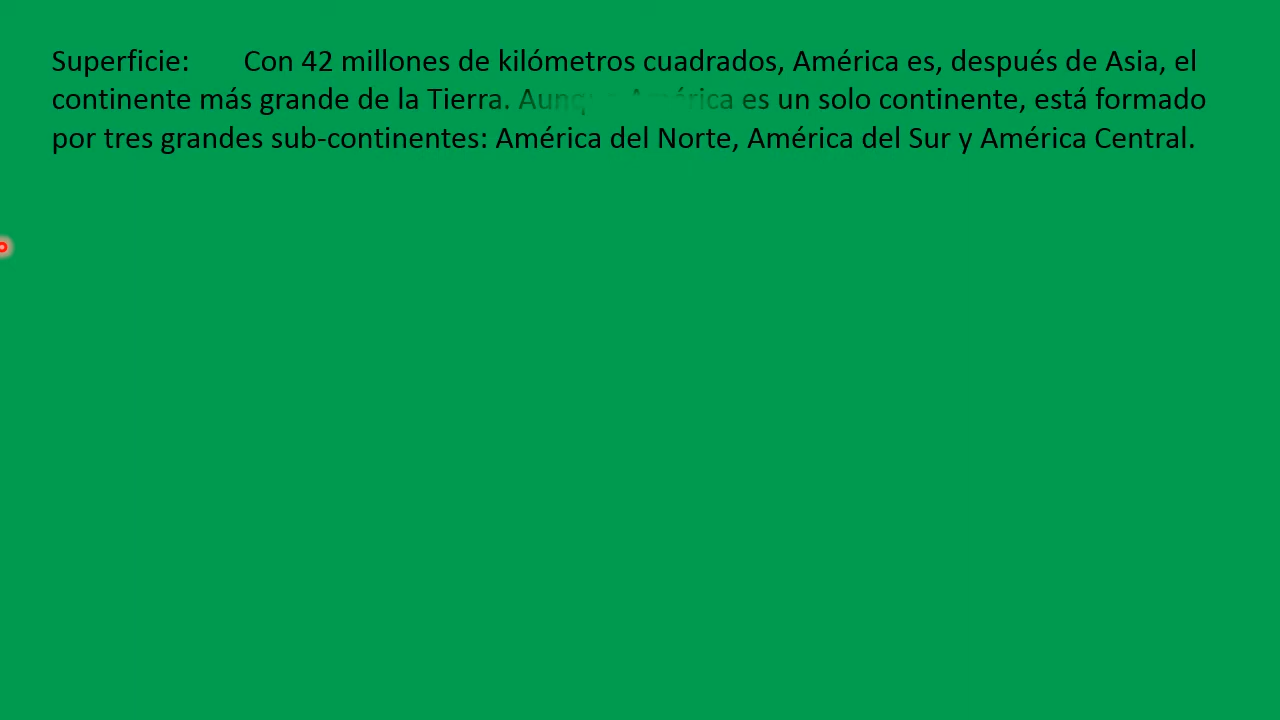 Superficie: Con 42 millones de kilómetros cuadrados, América es, después de Asia, el
continente más grande de la Tierra. Aunque América es un solo continente, está formado
por tres grandes sub-continentes: América del Norte, América del Sur y América Central.